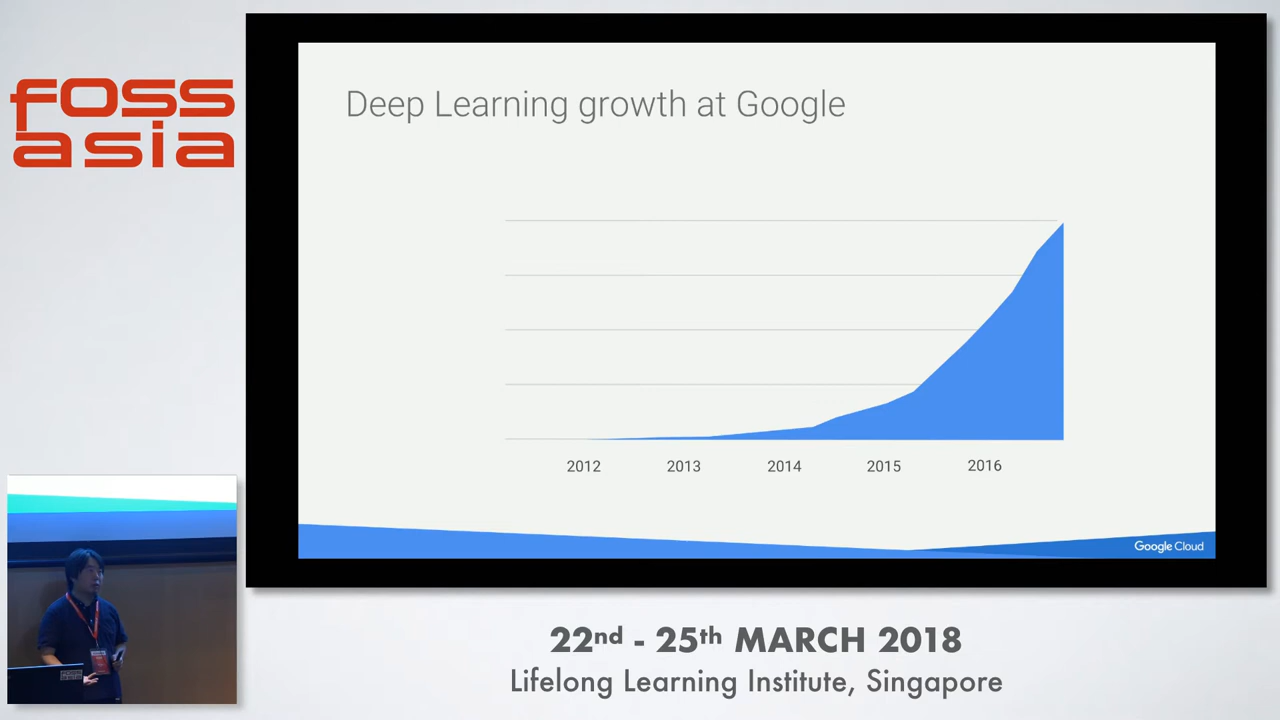 foss
asia
Deep Learning growth at Google
2012 2013 2014 2015 2016
Google Cloud
22nd - 25th MARCH 2018
Lifelong Learning Institute, Singapore